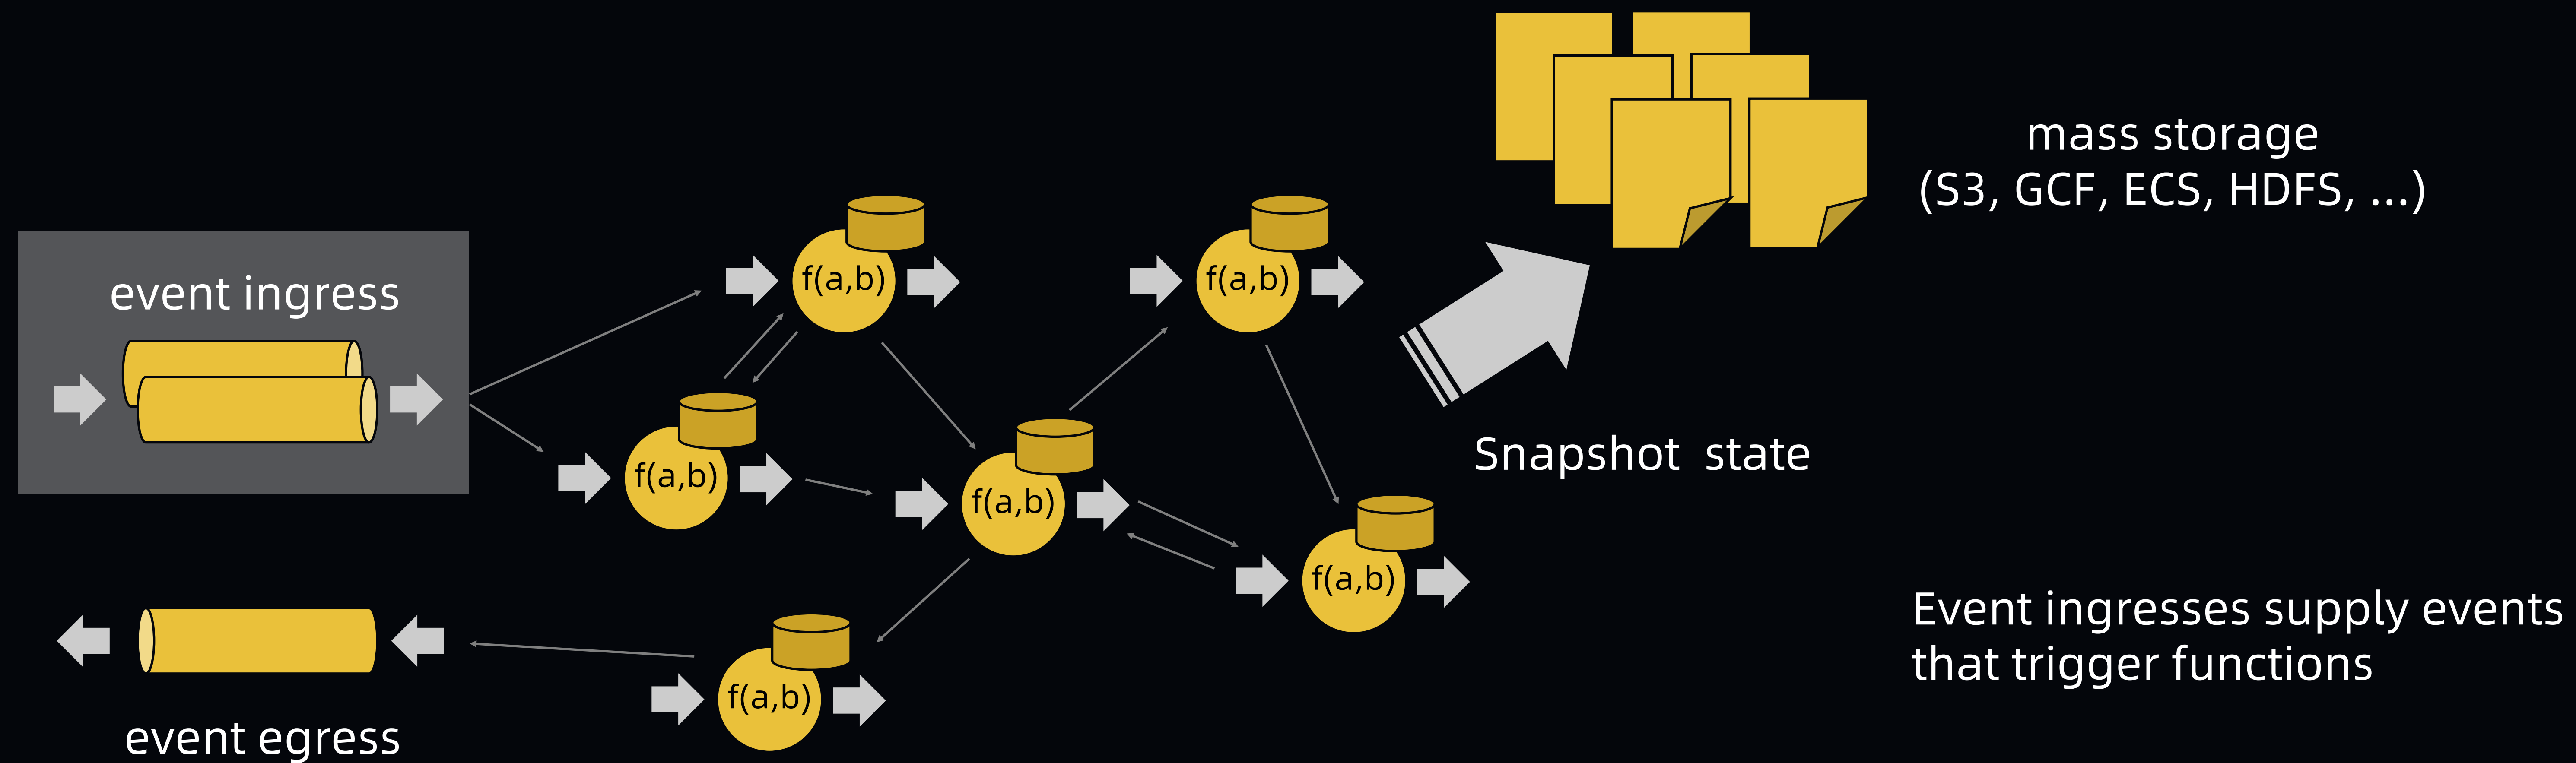 mass storage
(S3, GCF, ECS, HDFS, ...)
event ingress
f(a,b)
f(a,b)
f(a,b)
f(a,b)
Snapshot state
f(a,b)
Event ingresses supply events
that trigger functions
f(a,b)
event egress